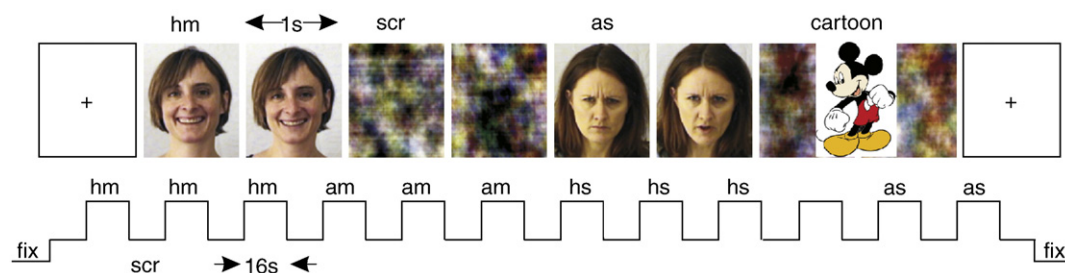 hm 1s scr as cartoon
+ +
hm hm hm am am am hs hs hs as as
fix fix
scr 16s